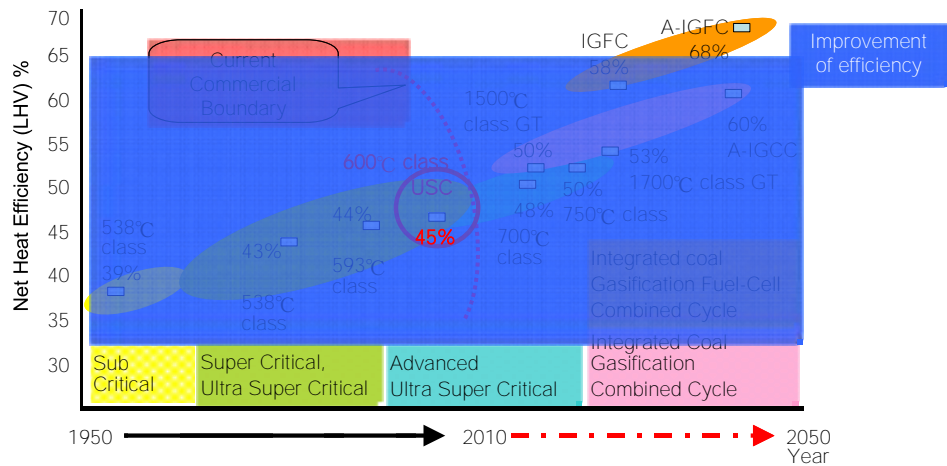 70
65
60
55
50
45
40
35
30
Net Heat Efficiency (LHV) %
Current
Commercial
Boundary
IGFC
58%
A-IGFC
68%
Improvement
of efficiency
1500℃
class GT
50%
60%
A-IGCC
53%
1700℃ class GT
600℃ class
USC
45%
48%
50%
750℃ class
700℃
class
44%
593℃
class
43%
538℃
class
538℃
class
39%
Integrated coal
Gasification Fuel-Cell
Combined Cycle
Sub
Critical
Super Critical,
Ultra Super Critical
Advanced
Ultra Super Critical
Integrated Coal
Gasification
Combined Cycle
1950
2010
2050
Year